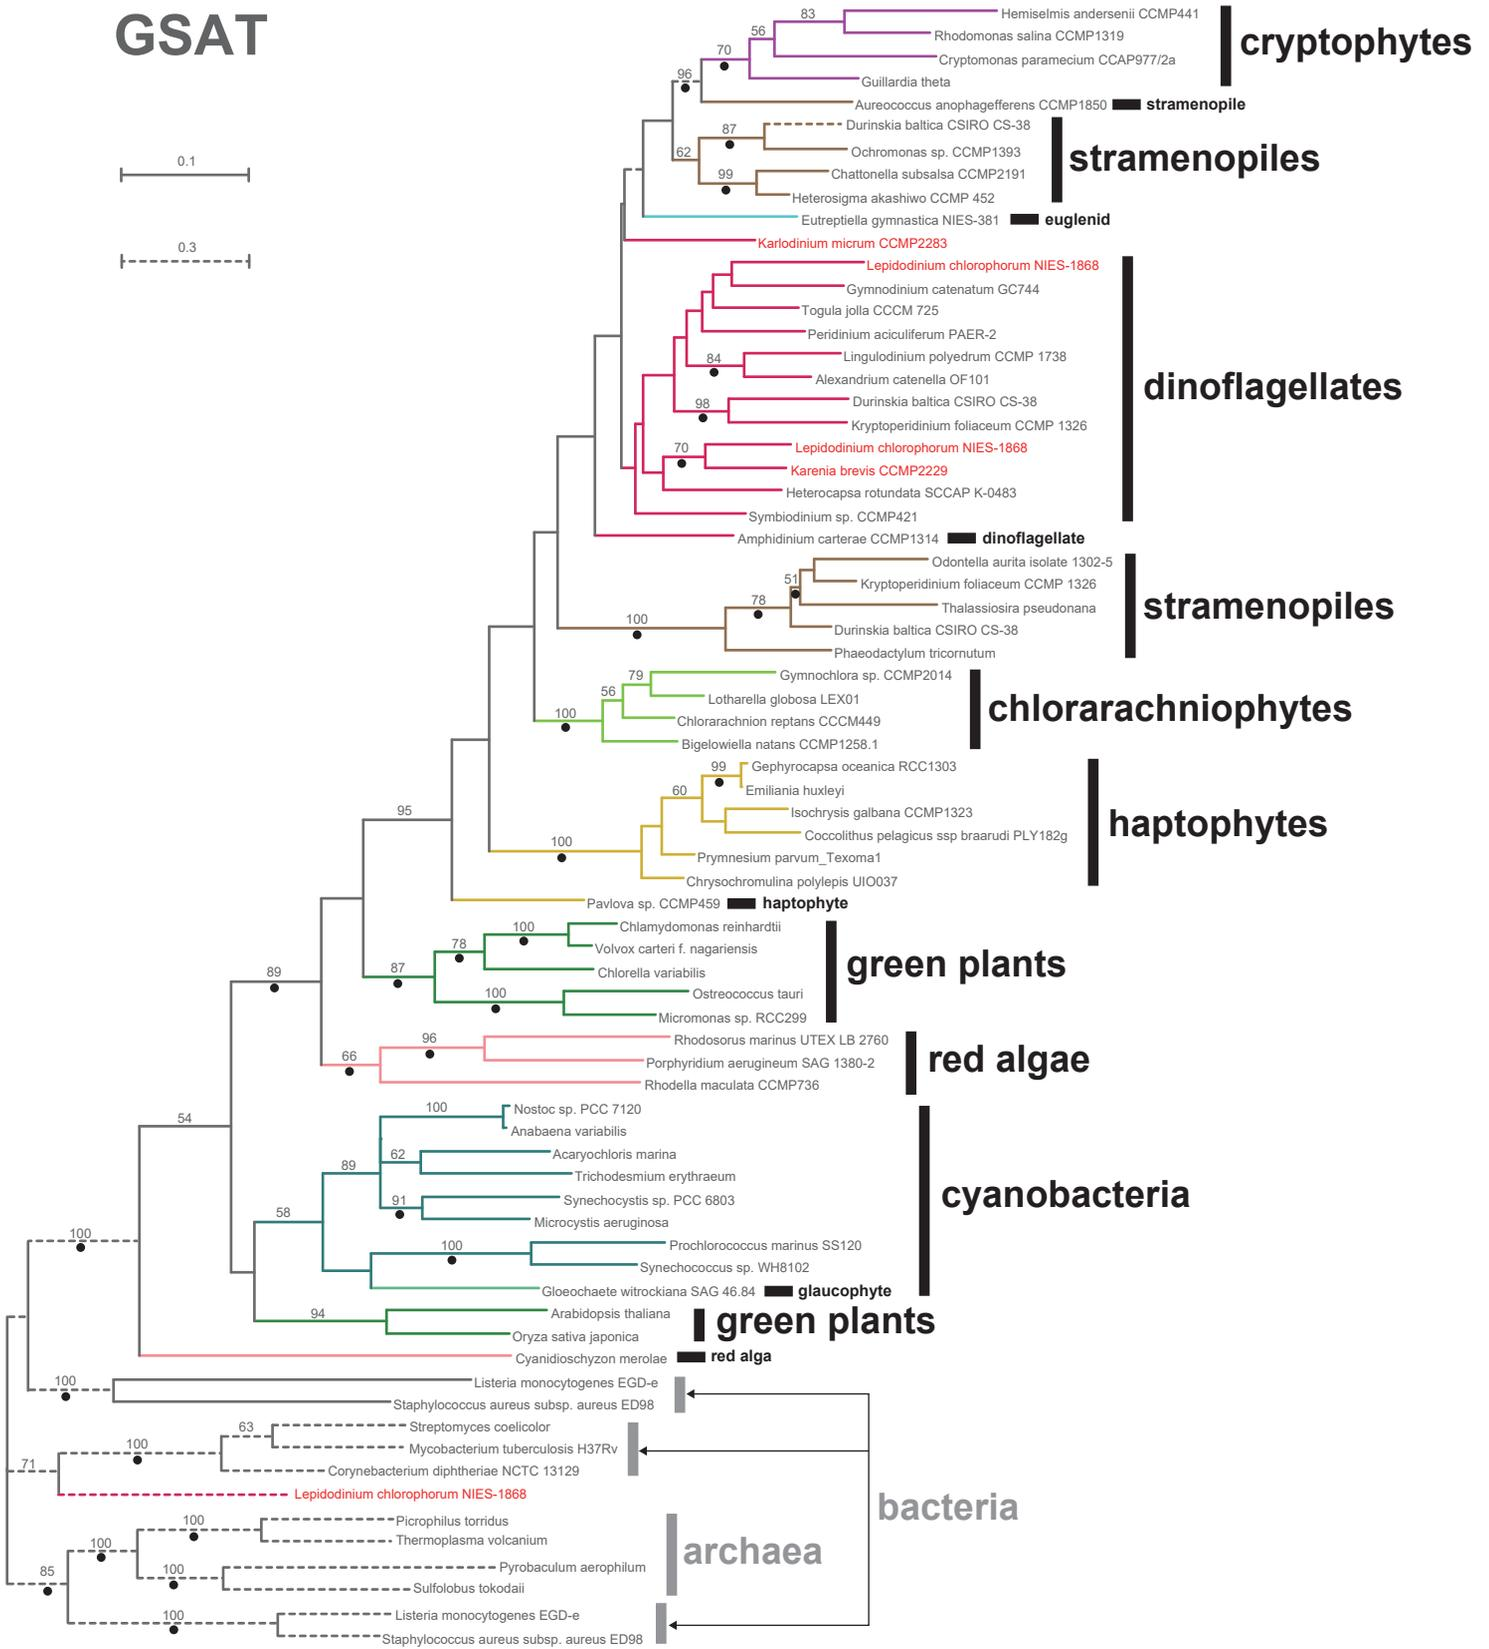 GSAT
0.1
0.3
83
Hemiselmis andersenii CCMP441
56
Rhodomonas salina CCMP1319
cryptophytes
70
Cryptomonas paramecium CCAP977/2a
96
Guillardia theta
Aureococcus anophagefferens CCMP1850
stramenopile
87
Durinskia baltica CSIRO CS-38
62
Ochromonas sp. CCMP1393
stramenopiles
99
Chattonella subsalsa CCMP2191
Heterosigma akashiwo CCMP 452
Eutreptiella gymnastica NIES-381
euglenid
Karlodinium micrum CCMP2283
Lepidodinium chlorophorum NIES-1868
Gymnodinium catenatum GC744
Togula jolla CCCM 725
Peridinium aciculiferum PAER-2
84
Lingulodinium polyedrum CCMP 1738
Alexandrium catenella OF101
dinoflagellates
98
Durinskia baltica CSIRO CS-38
Kryptoperidinium foliaceum CCMP 1326
70
Lepidodinium chlorophorum NIES-1868
Karenia brevis CCMP2229
Heterocapsa rotundata SCCAP K-0483
Symbiodinium sp. CCMP421
Amphidinium carterae CCMP1314
dinoflagellate
Odontella aurita isolate 1302-5
51
Kryptoperidinium foliaceum CCMP 1326
78
Thalassiosira pseudonana
stramenopiles
100
Durinskia baltica CSIRO CS-38
Phaeodactylum tricornutum
79
Gymnochlora sp. CCMP2014
56
Lotharella globosa LEX01
chlorarachniophytes
100
Chlorarachnion reptans CCCM449
Bigelowiella natans CCMP1258.1
99
Gephyrocapsa oceanica RCC1303
60
Emiliania huxleyi
Isochrysis galbana CCMP1323
haptophytes
95
Coccolithus pelagicus ssp braarudi PLY182g
100
Prymnesium parvum_Texoma1
Chrysochromulina polylepis UIO037
Pavlova sp. CCMP459
haptophyte
100
Chlamydomonas reinhardtii
78
Volvox carteri f. nagariensis
87
Chlorella variabilis
green plants
89
100
Ostreococcus tauri
Micromonas sp. RCC299
96
Rhodosorus marinus UTEX LB 2760
66
Porphyridium aerugineum SAG 1380-2
red algae
Rhodella maculata CCMP736
54
100
Nostoc sp. PCC 7120
Anabaena variabilis
89
62
Acaryochloris marina
Trichodesmium erythraeum
58
91
Synechocystis sp. PCC 6803
cyanobacteria
Microcystis aeruginosa
100
100
Prochlorococcus marinus SS120
Synechococcus sp. WH8102
Gloeochaete witrockiana SAG 46.84
glaucophyte
94
Arabidopsis thaliana
green plants
Oryza sativa japonica
Cyanidioschyzon merolae
red alga
100
Listeria monocytogenes EGD-e
Staphylococcus aureus subsp. aureus ED98
63
Streptomyces coelicolor
100
Mycobacterium tuberculosis H37Rv
71
Corynebacterium diphtheriae NCTC 13129
Lepidodinium chlorophorum NIES-1868
bacteria
100
Picrophilus torridus
100
Thermoplasma volcanium
archaea
85
100
Pyrobaculum aerophilum
Sulfolobus tokodaii
100
Listeria monocytogenes EGD-e
Staphylococcus aureus subsp. aureus ED98